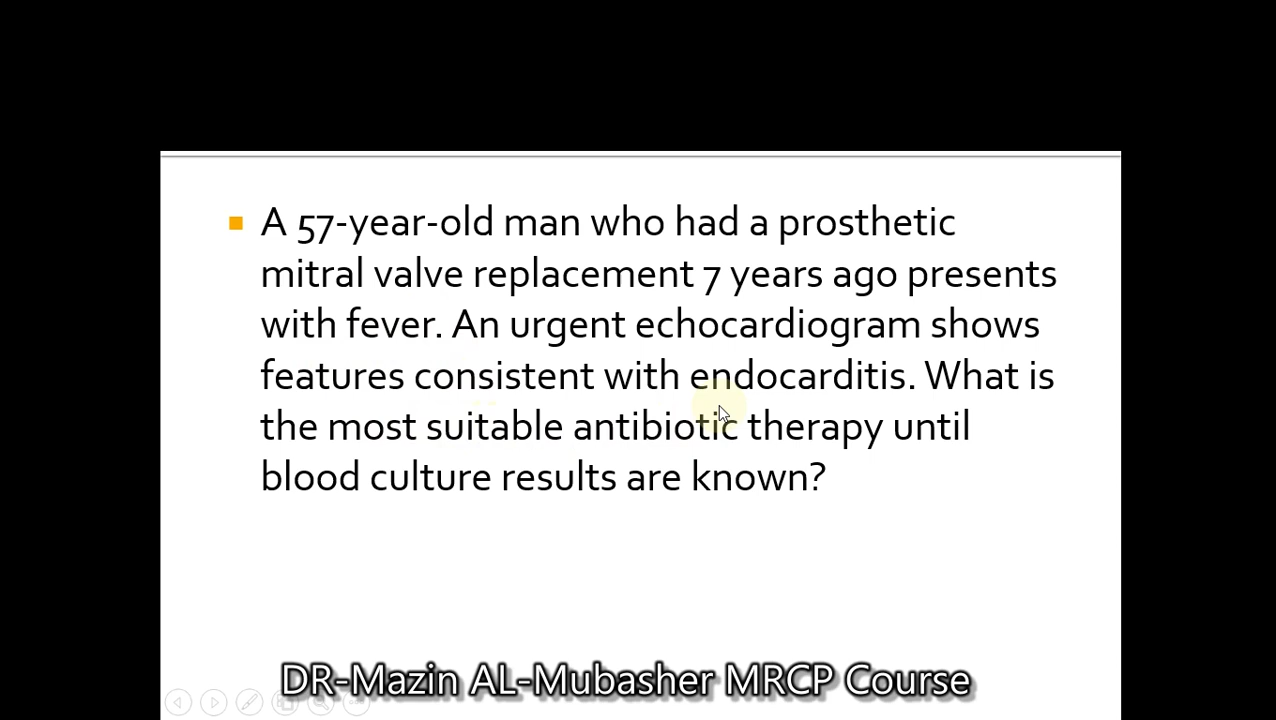 A 57-year-old man who had a prosthetic
mitral valve replacement 7 years ago presents
with fever. An urgent echocardiogram shows
features consistent with endocarditis. What is
the most suitable antibiotic therapy until
blood culture results are known?
DR-Mazin AL-Mubasher MRCP Course